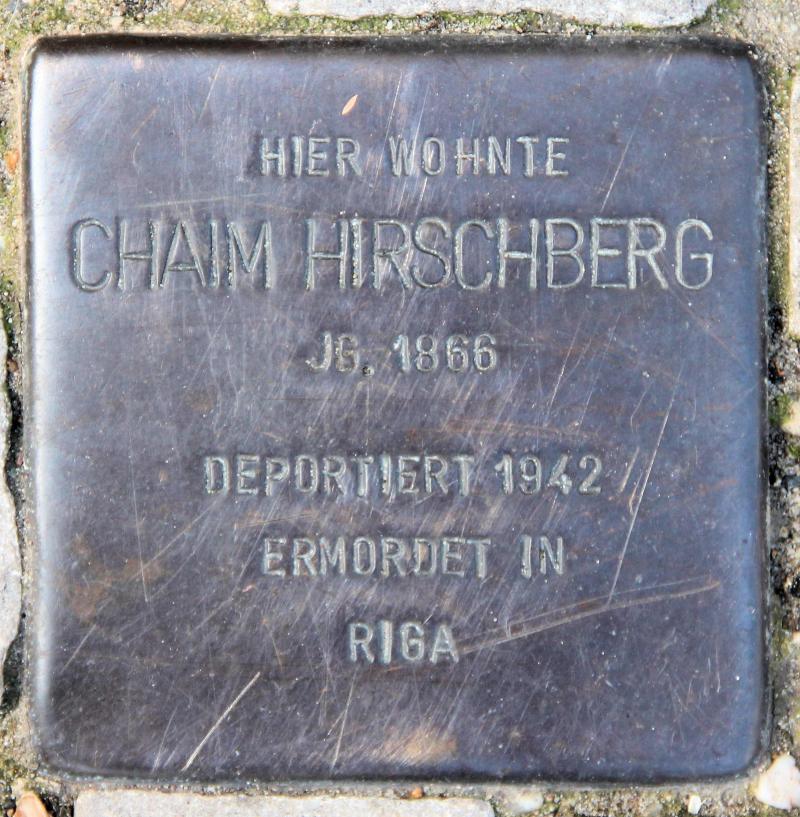 HIER WOHNTE
CHAIM HIRSCHBERG
JG. 1866
DEPORTIERT 1942
ERMORDET IN
RIGA